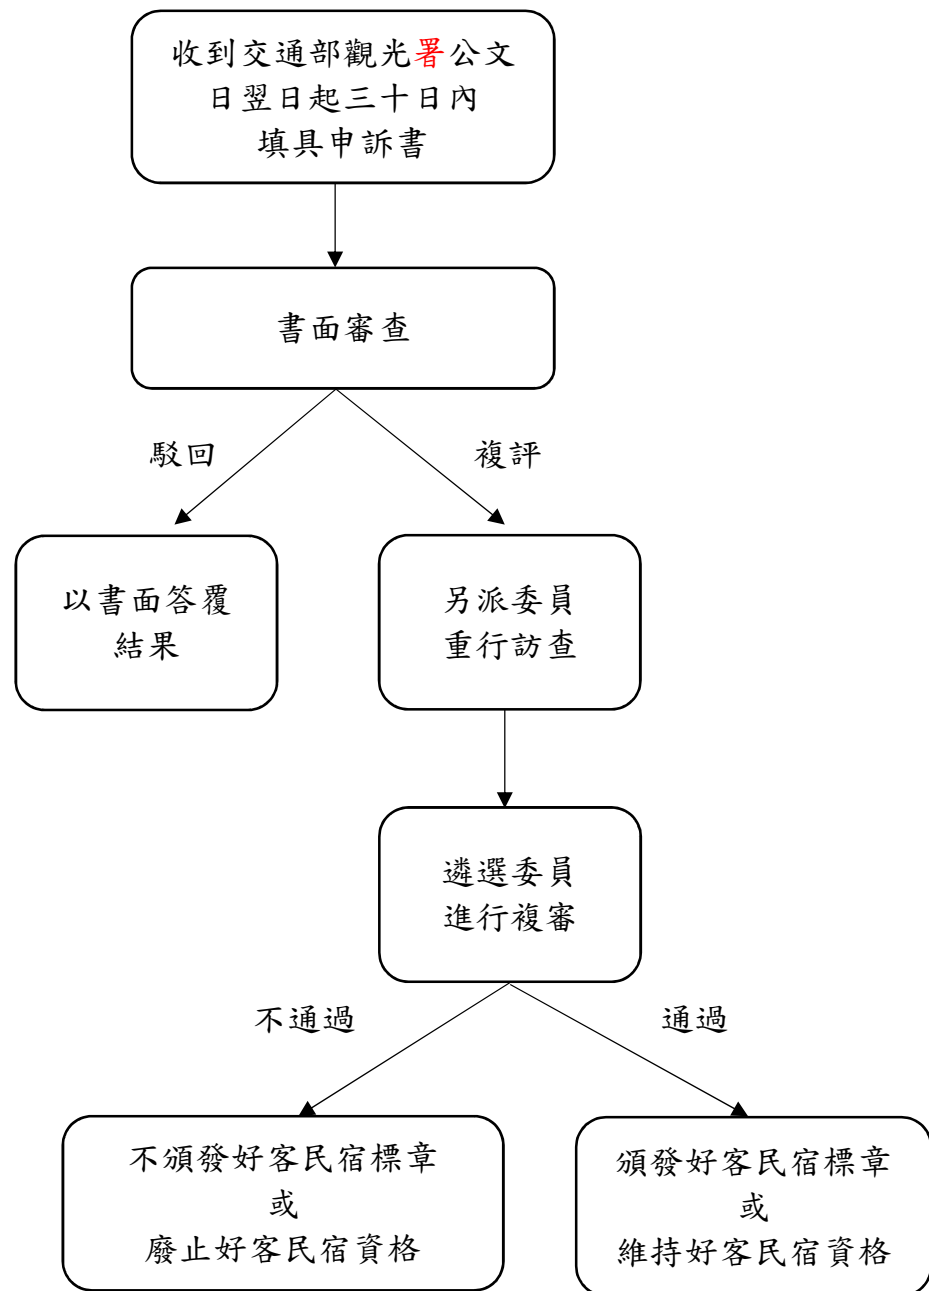 收到交通部觀光署公文
日翌日起三十日內
填具申訴書
書面審查
駁回
複評
以書面答覆
結果
另派委員
重行訪查
遴選委員
進行複審
不通過
通過
不頒發好客民宿標章
或
廢止好客民宿資格
頒發好客民宿標章
或
維持好客民宿資格